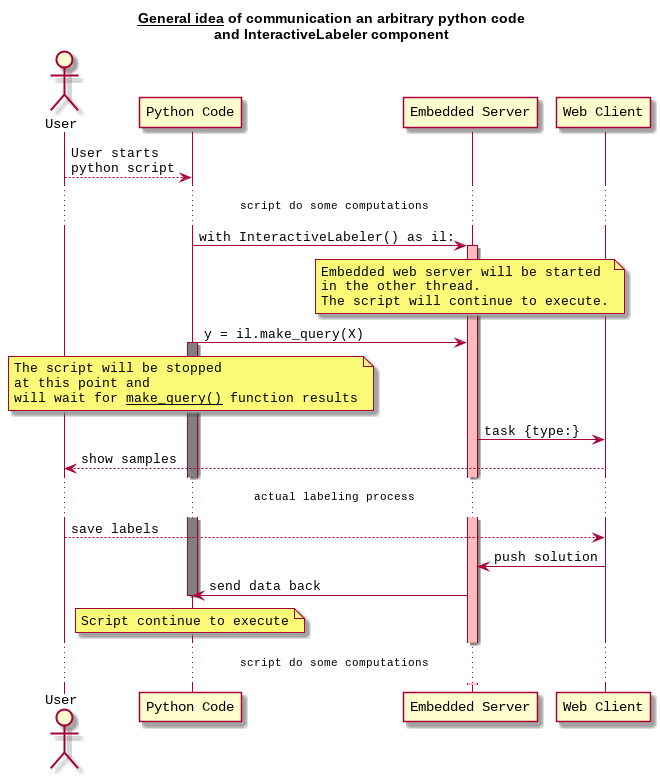 General idea of communication an arbitrary python code
and InteractiveLabeler component
User
Python Code
Embedded Server
Web Client
User starts
python script
script do some computations
with InteractiveLabeler() as il:
Embedded web server will be started
in the other thread.
The script will continue to execute.
y = il.make_query(X)
The script will be stopped
at this point and
will wait for make_query() function results
task {type:}
show samples
actual labeling process
save labels
push solution
send data back
Script continue to execute
script do some computations
User
Python Code
Embedded Server
Web Client